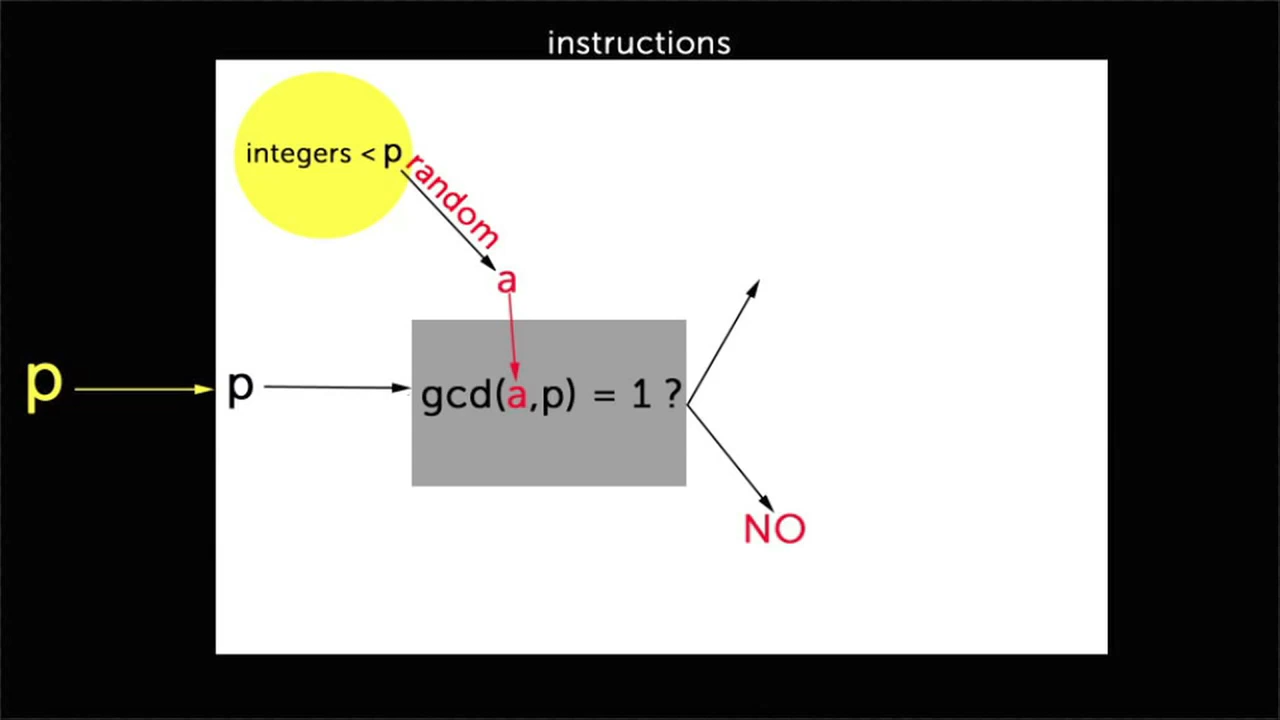 instructions
integers < p
random
a
p
p
gcd(a,p) = 1 ?
NO